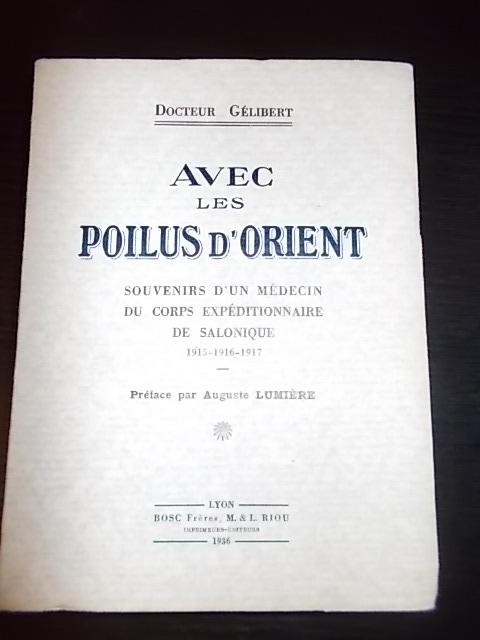 DOCTEUR GÉLIBERT
AVEC
LES
POILUS D'ORIENT
SOUVENIRS D'UN MÉDECIN
DU CORPS EXPÉDITIONNAIRE
DE SALONIQUE
1915-1916-1917
Préface par Auguste LUMIÈRE
LYON
BOSC Frères, M. & L. RIOU
IMPRIMEURS-ÉDITEURS
1936